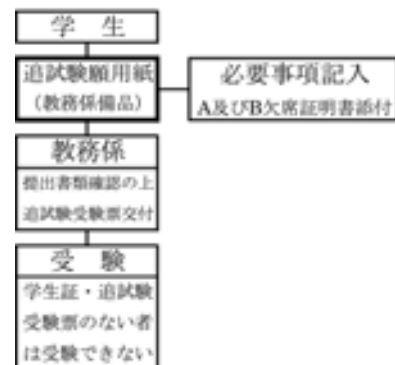 学　生
追試験願用紙
(教務係備品)
必要事項記入
A及びB欠席証明書添付
教務係
提出書類確認の上
追試験受験票交付
受　験
学生証・追試験
受験票のない者
は受験できない